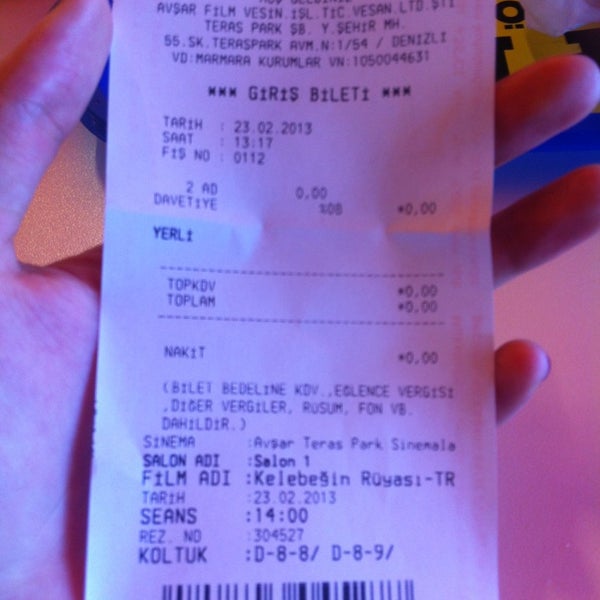 AVŞAR FİLM VESİN.İŞL.TİC.VESAN.LTD.ŞTİ
TERAS PARK ŞB. Y.ŞEHİR MH.
55.SK.TERASPARK AVM.N:1/54 / DENİZLİ
VD:MARMARA KURUMLAR VN:1050044631
*** GİRİŞ BİLETİ ***
TARİH : 23.02.2013
SAAT : 13:17
FİŞ NO : 0112
2 AD 0.00
DAVETİYE %08 *0,00
YERLİ
TOPKDV *0,00
TOPLAM *0,00
NAKİT *0,00
(BİLET BEDELİNE KDV.,EĞLENCE VERGİSİ
,DİĞER VERGİLER, RÜSUM, FON VB.
DAHİLDİR.)
SİNEMA :Avşar Teras Park Sinemala
SALON ADI :Salon 1
FİLM ADI :Kelebeğin Rüyası-TR
TARİH :23.02.2013
SEANS :14:00
REZ. NO :304527
KOLTUK :D-8-8/ D-8-9/